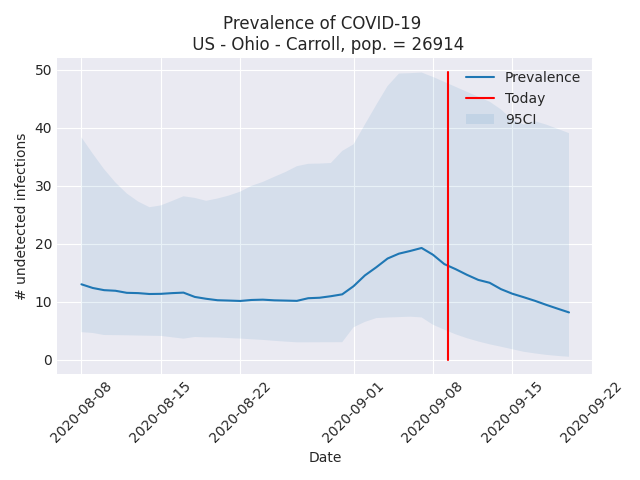 Prevalence of COVID-19
US - Ohio - Carroll, pop. = 26914
# undetected infections
50
40
30
20
10
0
Prevalence
Today
95CI
2020-08-08
2020-08-15
2020-08-22
2020-09-01
2020-09-08
2020-09-15
2020-09-22
Date